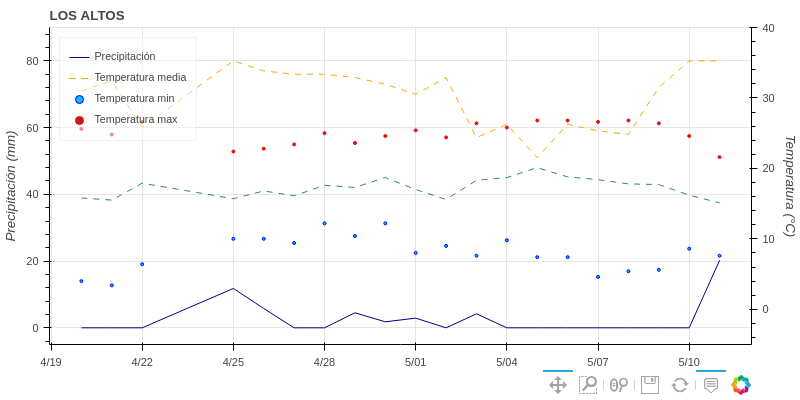 LOS ALTOS
Precipitación
Temperatura media
Temperatura min
Temperatura max
Precipitación (mm)
80
60
40
20
0
Temperatura (°C)
40
30
20
10
0
4/19 4/22 4/25 4/28 5/01 5/04 5/07 5/10